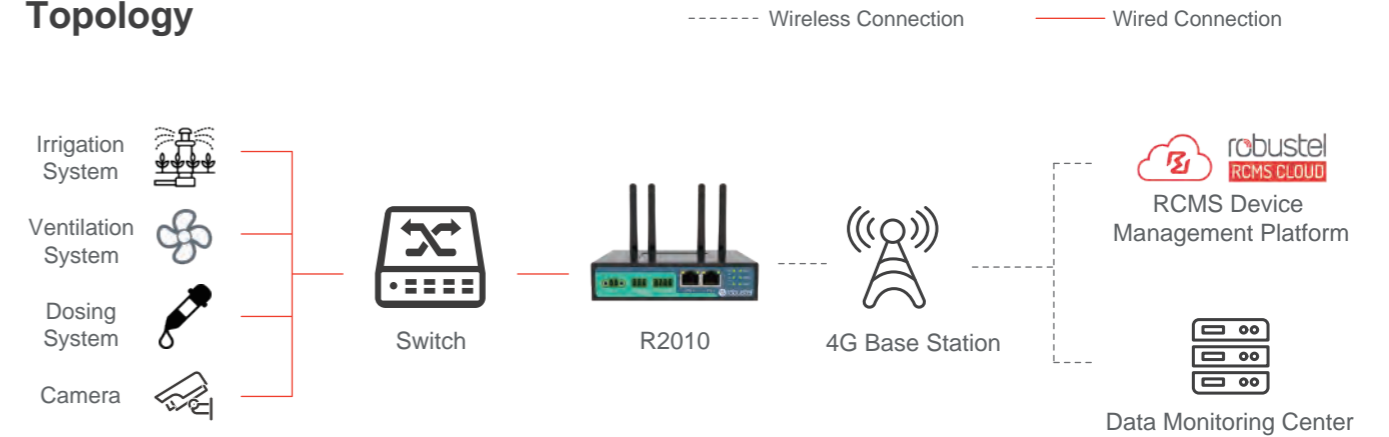 Topology
Wireless Connection
Wired Connection
Irrigation
System
Ventilation
System
Dosing
System
Camera
Switch
R2010
4G Base Station
robustel
RCMS CLOUD
RCMS Device
Management Platform
Data Monitoring Center
robustel